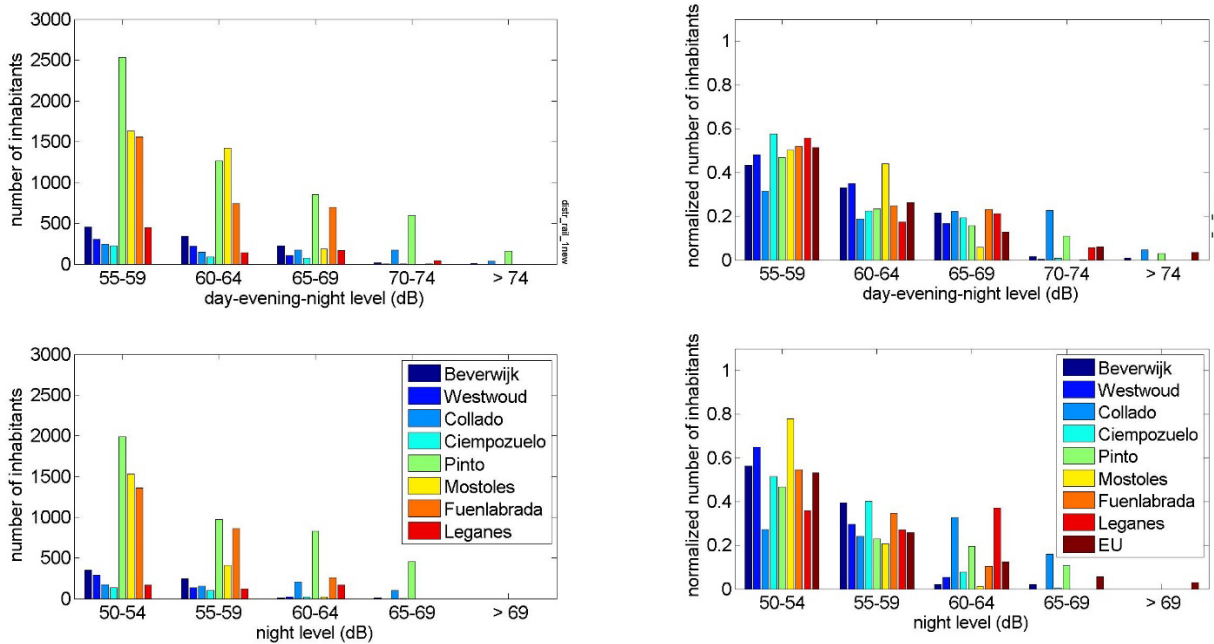 3000
2500
2000
1500
1000
500
0
number of inhabitants
55-59 60-64 65-69 70-74 > 74
day-evening-night level (dB)
distr_rail_1new
1
0.8
0.6
0.4
0.2
0
normalized number of inhabitants
55-59 60-64 65-69 70-74 > 74
day-evening-night level (dB)
3000
2500
2000
1500
1000
500
0
number of inhabitants
50-54 55-59 60-64 65-69 > 69
night level (dB)
Beverwijk
Westwoud
Collado
Ciempozuelo
Pinto
Mostoles
Fuenlabrada
Leganes
1
0.8
0.6
0.4
0.2
0
normalized number of inhabitants
50-54 55-59 60-64 65-69 > 69
night level (dB)
Beverwijk
Westwoud
Collado
Ciempozuelo
Pinto
Mostoles
Fuenlabrada
Leganes
EU